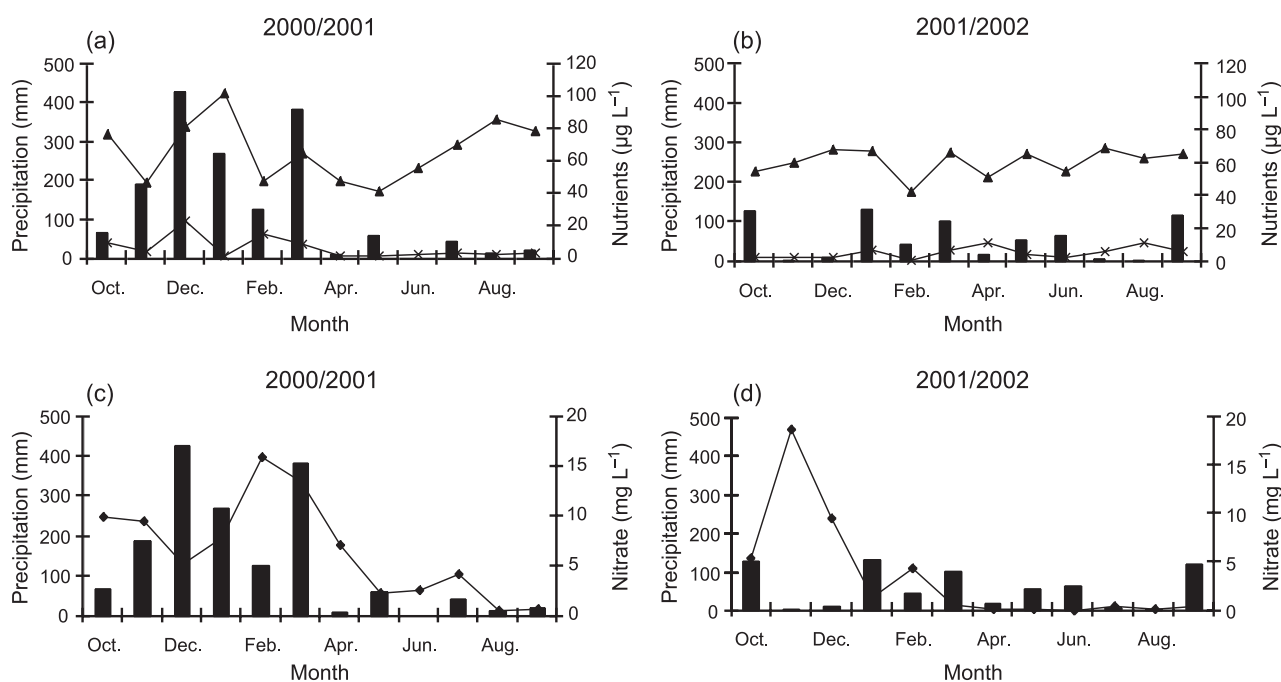 (a)
2000/2001
Precipitation (mm)
500
400
300
200
100
0
120
100
80
60
40
20
0
Nutrients (µg L⁻¹)
Oct. Dec. Feb. Apr. Jun. Aug.
Month
(b)
2001/2002
Precipitation (mm)
500
400
300
200
100
0
120
100
80
60
40
20
0
Nutrients (µg L⁻¹)
Oct. Dec. Feb. Apr. Jun. Aug.
Month
(c)
2000/2001
Precipitation (mm)
500
400
300
200
100
0
20
15
10
5
0
Nitrate (mg L⁻¹)
Oct. Dec. Feb. Apr. Jun. Aug.
Month
(d)
2001/2002
Precipitation (mm)
500
400
300
200
100
0
20
15
10
5
0
Nitrate (mg L⁻¹)
Oct. Dec. Feb. Apr. Jun. Aug.
Month